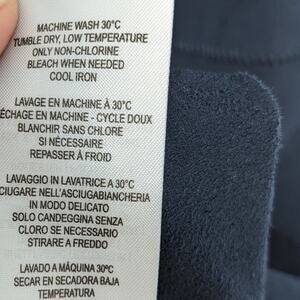 MACHINE WASH 30°C
TUMBLE DRY, LOW TEMPERATURE
ONLY NON-CHLORINE
BLEACH WHEN NEEDED
COOL IRON
LAVAGE EN MACHINE À 30°C
SÉCHAGE EN MACHINE - CYCLE DOUX
BLANCHIR SANS CHLORE
SI NÉCESSAIRE
REPASSER À FROID
LAVAGGIO IN LAVATRICE A 30°C
ASCIUGARE NELL'ASCIUGABIANCHERIA
IN MODO DELICATO
SOLO CANDEGGINA SENZA
CLORO SE NECESSARIO
STIRARE A FREDDO
LAVADO A MÁQUINA 30ºC
SECAR EN SECADORA BAJA
TEMPERATURA